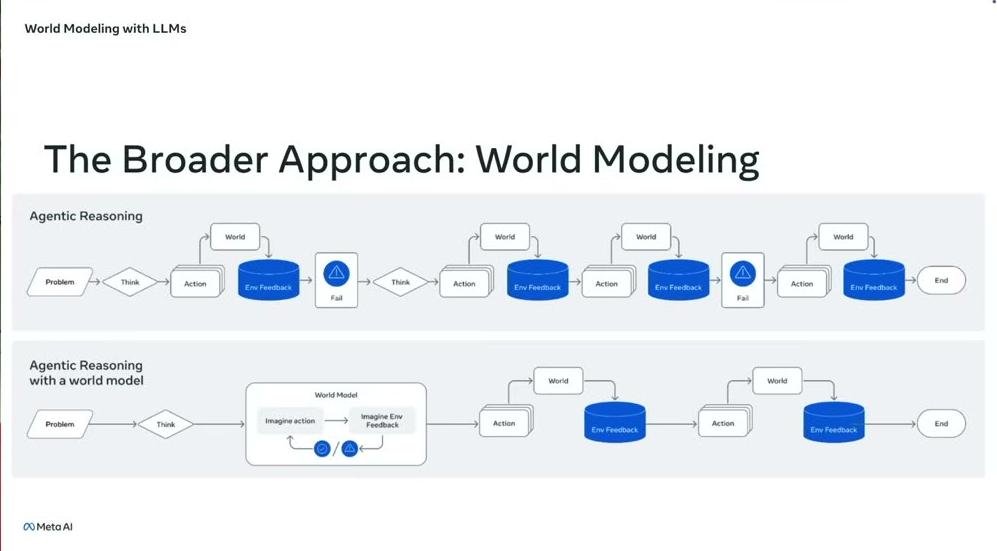 World Modeling with LLMs
The Broader Approach: World Modeling
Agentic Reasoning
World
World
World
World
Problem
Think
Action
Env Feedback
Fail
Think
Action
Env Feedback
Action
Env Feedback
Fail
Action
Env Feedback
End
Agentic Reasoning
with a world model
World Model
World
World
Problem
Think
Imagine action
Imagine Env
Feedback
Action
Env Feedback
Action
Env Feedback
End
Meta AI